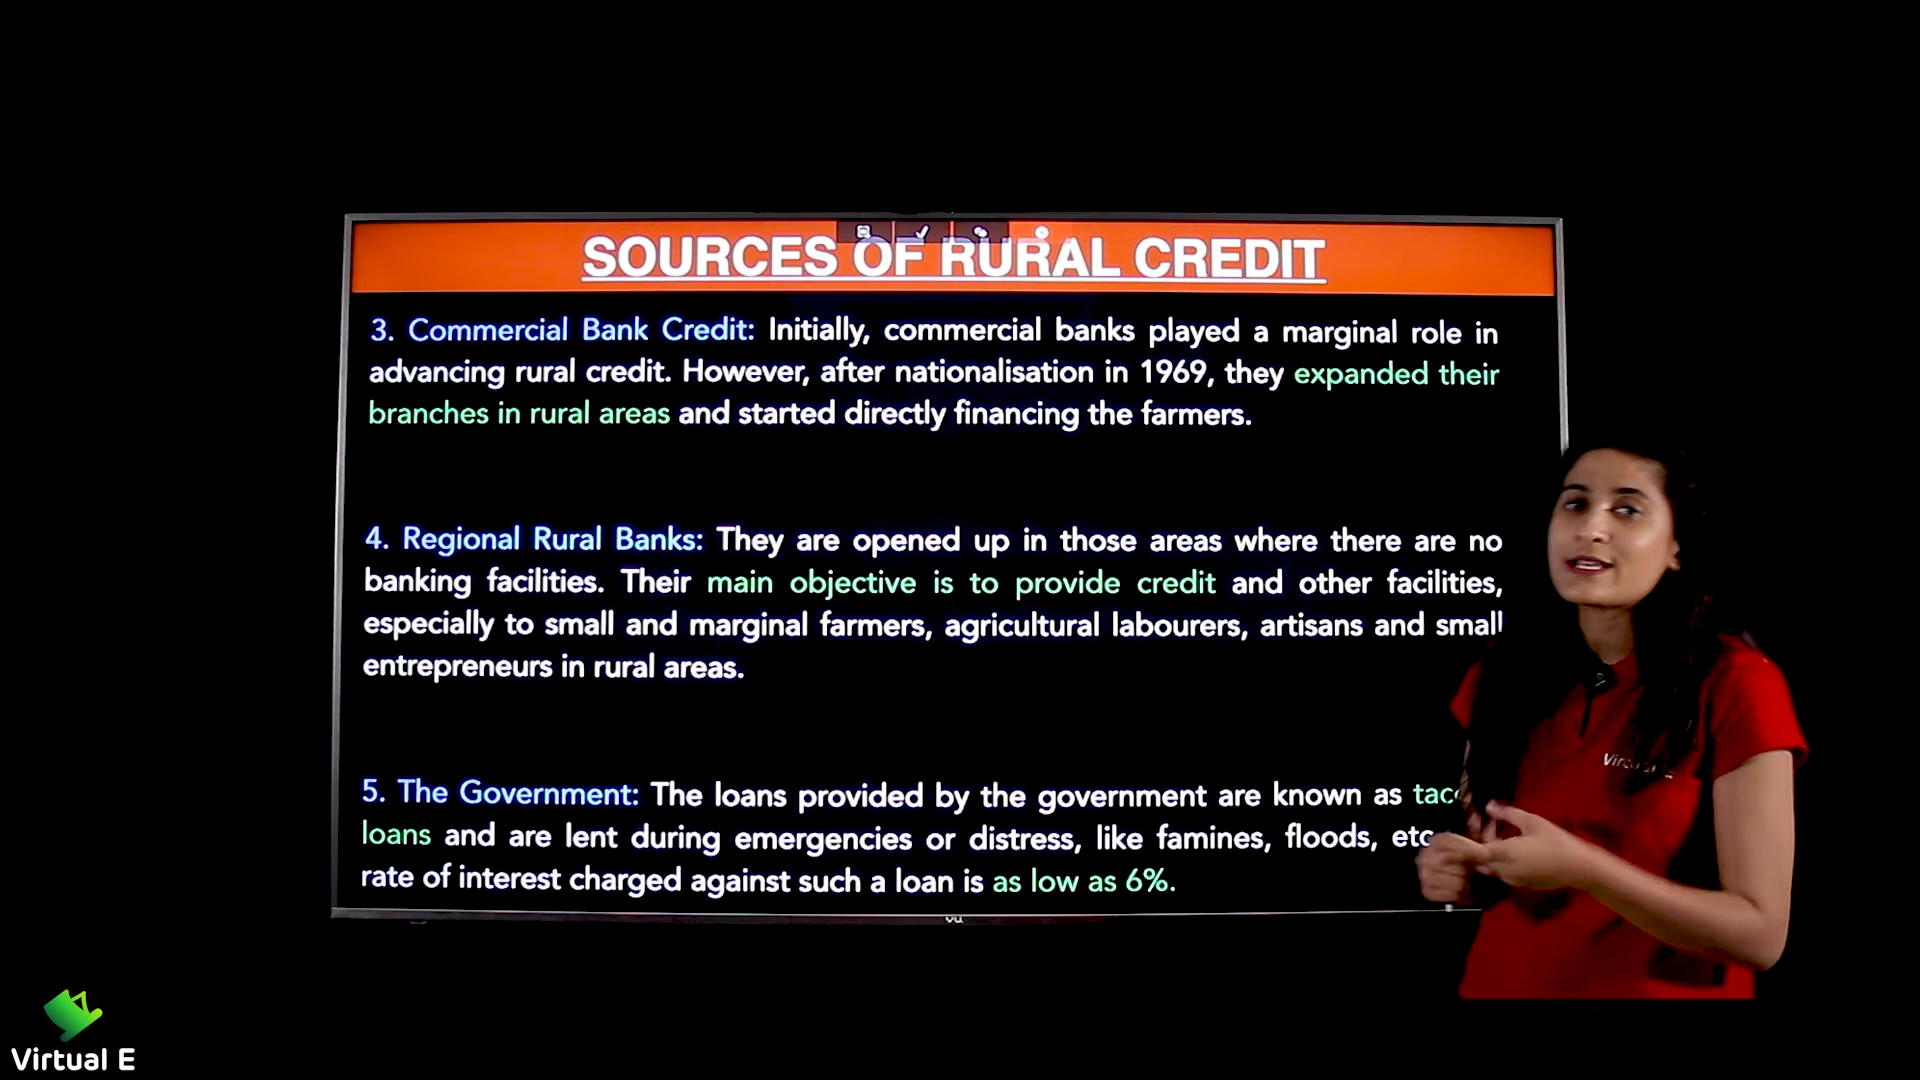 SOURCES OF RURAL CREDIT
3. Commercial Bank Credit: Initially, commercial banks played a marginal role in
advancing rural credit. However, after nationalisation in 1969, they expanded their
branches in rural areas and started directly financing the farmers.
4. Regional Rural Banks: They are opened up in those areas where there are no
banking facilities. Their main objective is to provide credit and other facilities,
especially to small and marginal farmers, agricultural labourers, artisans and small
entrepreneurs in rural areas.
5. The Government: The loans provided by the government are known as
loans and are lent during emergencies or distress, like famines, floods, etc
rate of interest charged against such a loan is as low as 6%.
Virtual E